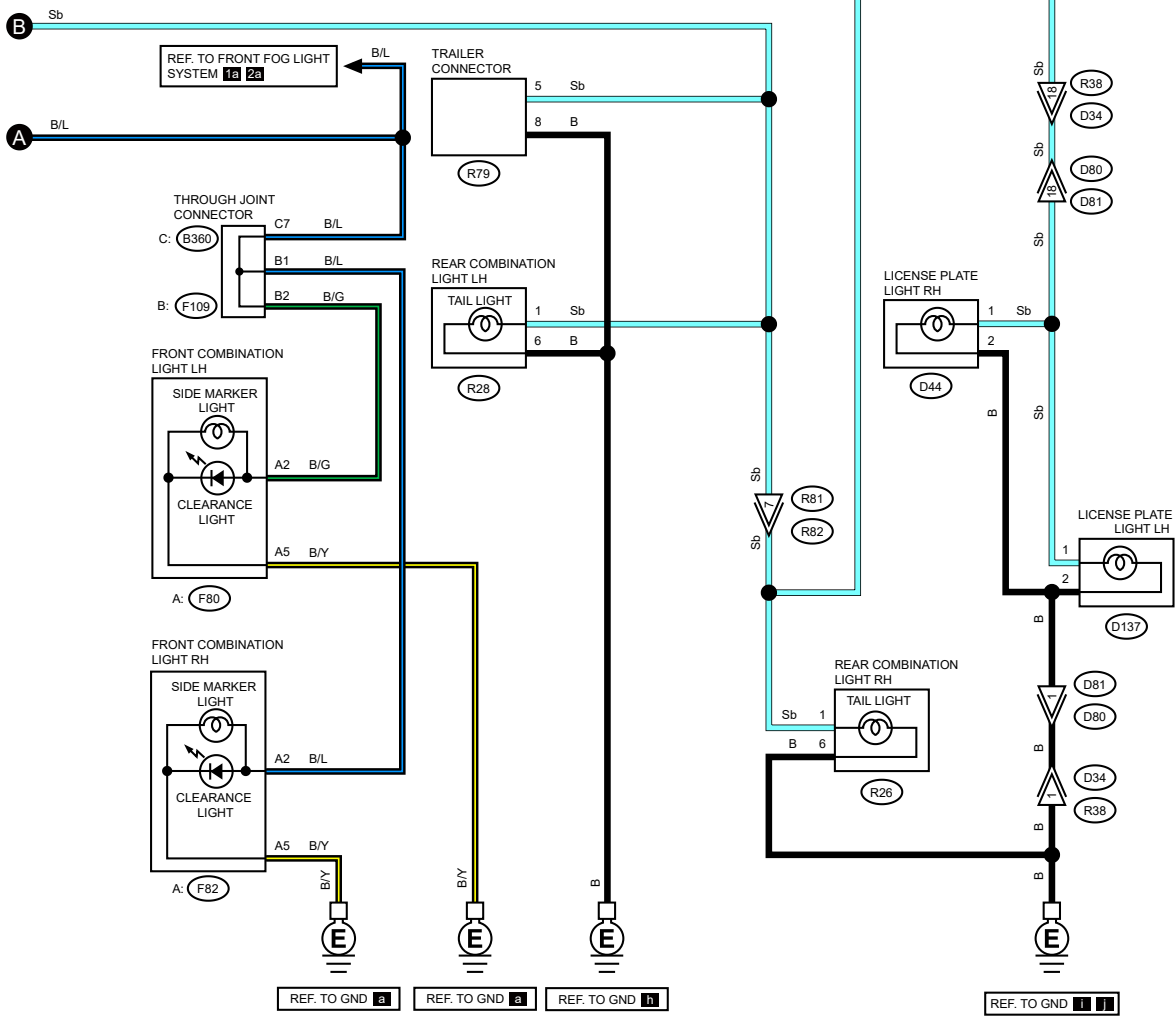 B
Sb
REF. TO FRONT FOG LIGHT
SYSTEM 1a 2a
B/L
A
B/L
TRAILER
CONNECTOR
5 Sb
8 B
R79
Sb
18
R38
D34
Sb
18
D80
D81
Sb
THROUGH JOINT
CONNECTOR
C: B360
C7 B/L
B1 B/L
B2 B/G
B: F109
REAR COMBINATION
LIGHT LH
TAIL LIGHT
1 Sb
6 B
R28
LICENSE PLATE
LIGHT RH
1 Sb
2
D44
B
Sb
FRONT COMBINATION
LIGHT LH
SIDE MARKER
LIGHT
A2 B/G
CLEARANCE
LIGHT
A5 B/Y
A: F80
Sb
7
R81
R82
Sb
LICENSE PLATE
LIGHT LH
1
2
D137
B
FRONT COMBINATION
LIGHT RH
SIDE MARKER
LIGHT
A2 B/L
CLEARANCE
LIGHT
A5 B/Y
A: F82
REAR COMBINATION
LIGHT RH
TAIL LIGHT
Sb 1
B 6
R26
1
D81
D80
B
1
D34
R38
B
B/Y
B/Y
B
B
E
E
E
E
REF. TO GND a
REF. TO GND a
REF. TO GND h
REF. TO GND i j